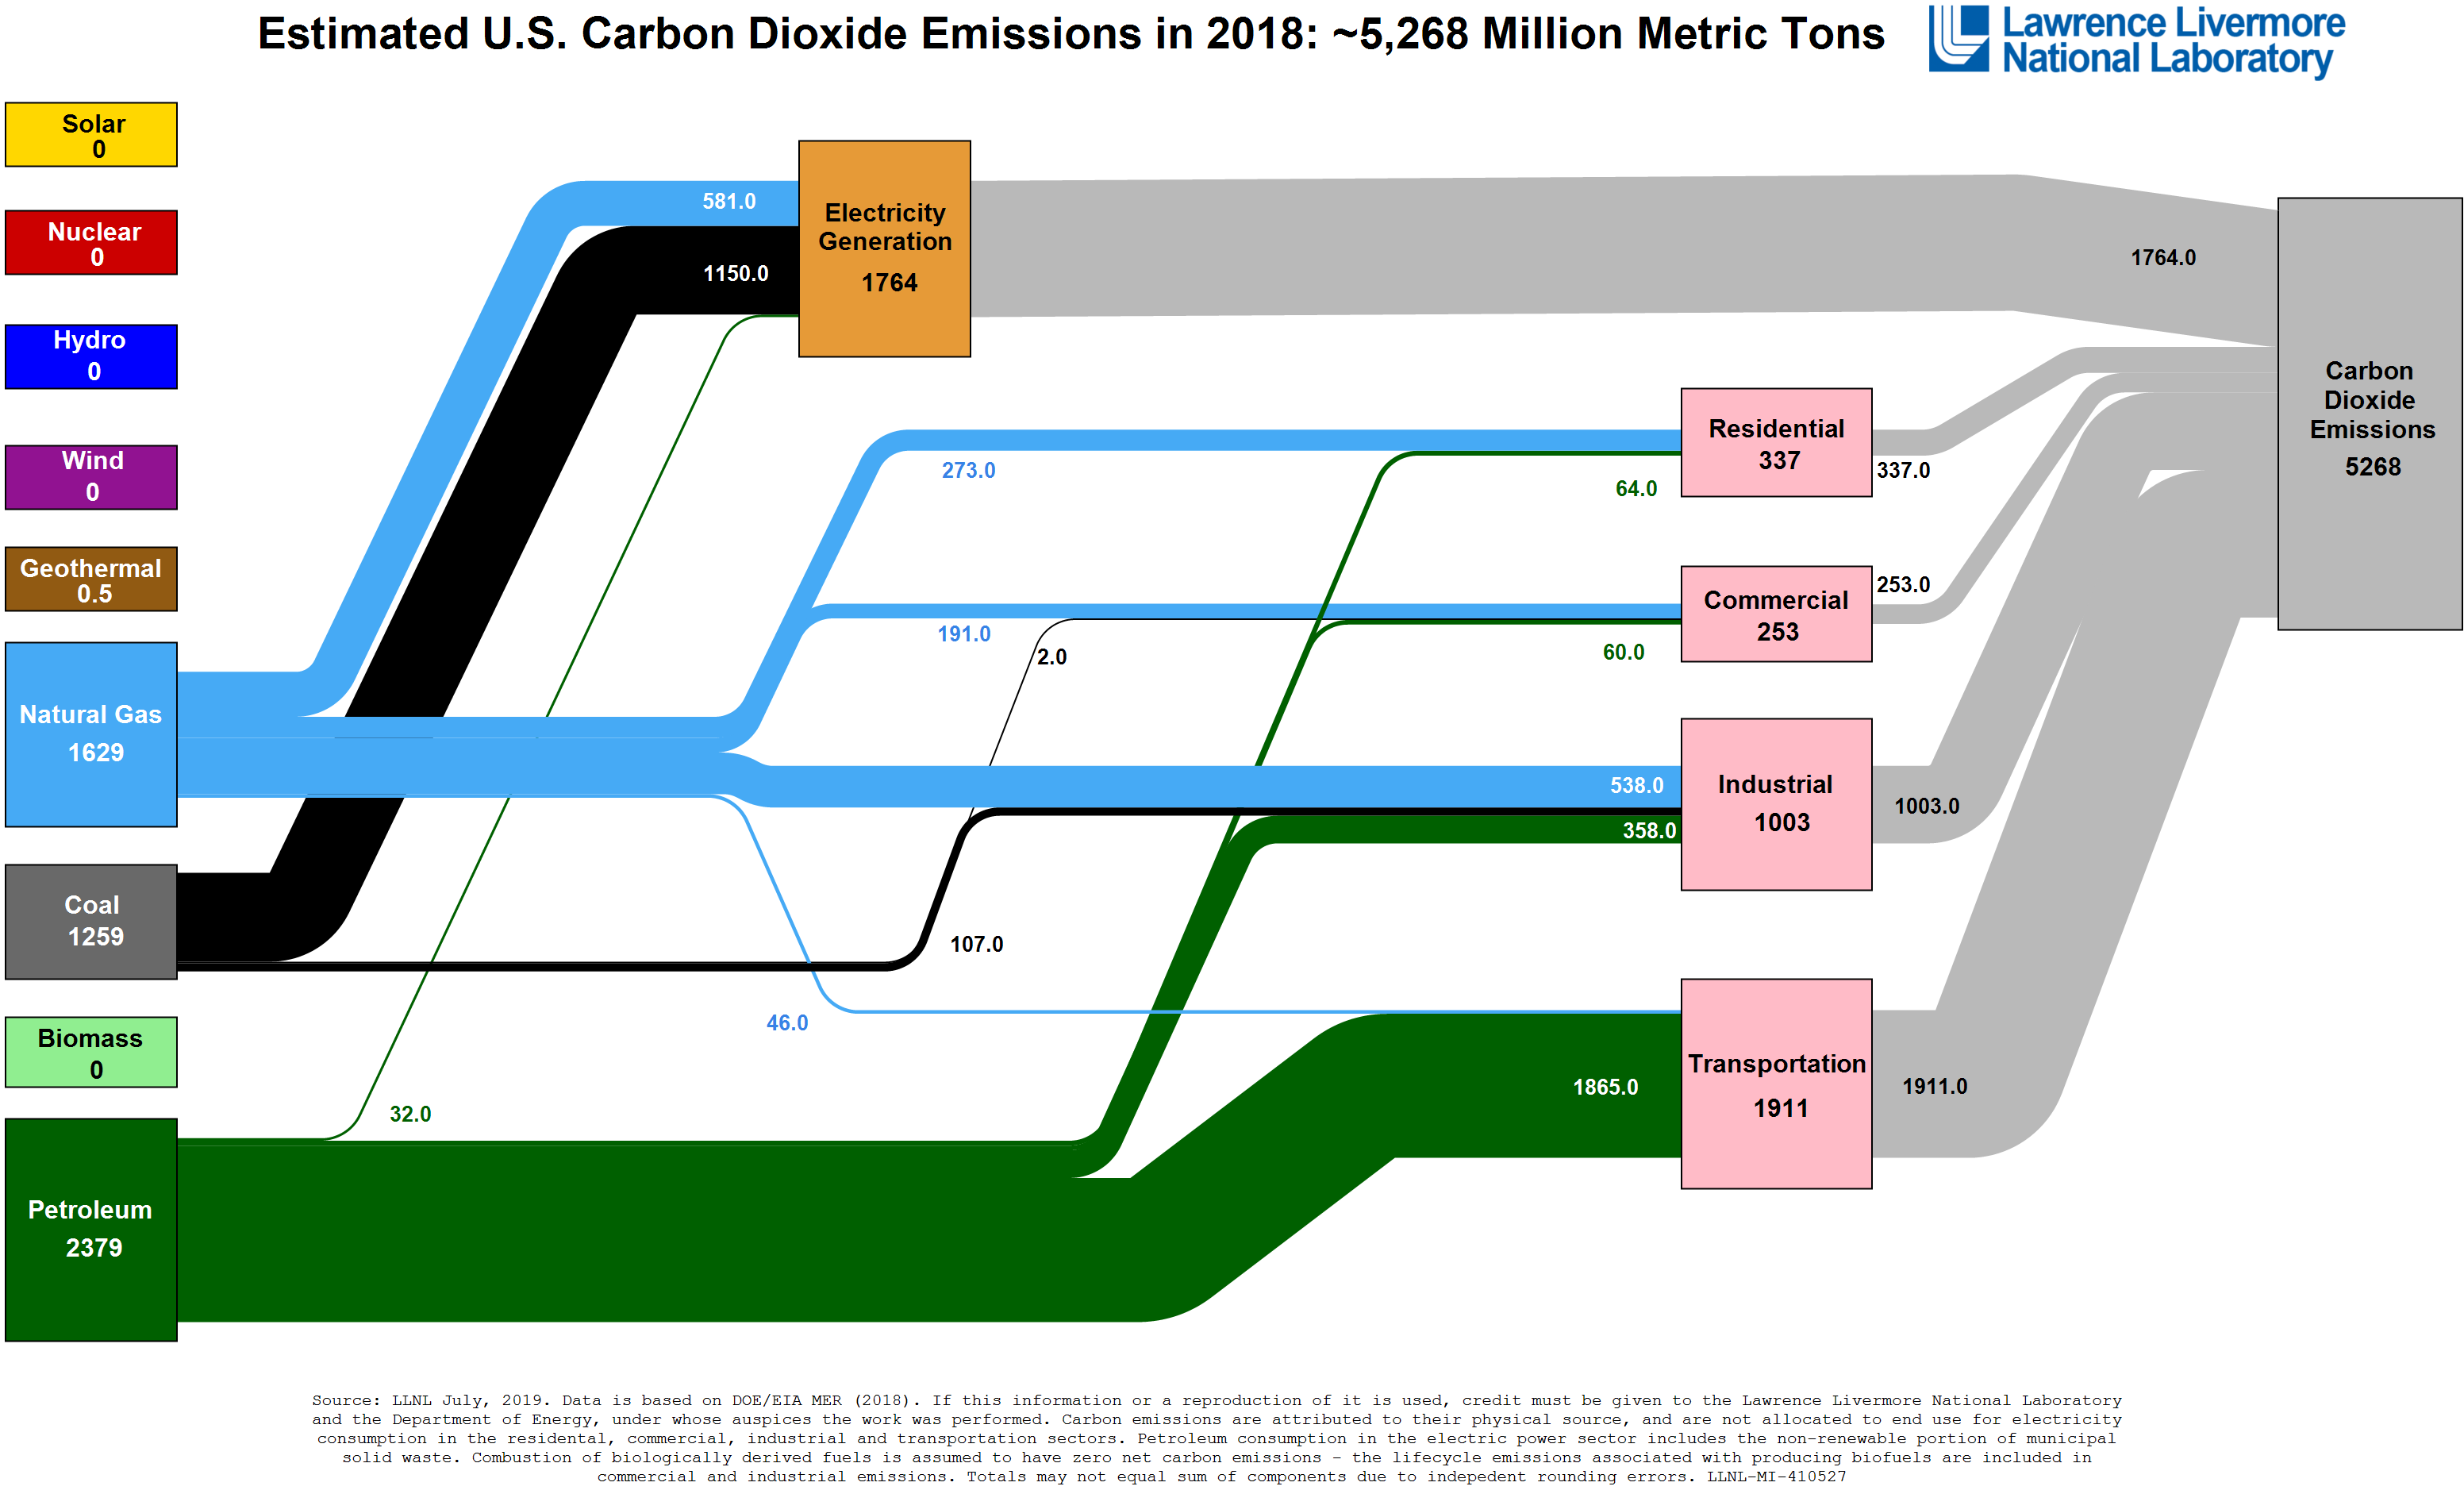 Estimated U.S. Carbon Dioxide Emissions in 2018: ~5,268 Million Metric Tons
Lawrence Livermore
National Laboratory
Solar
0
Nuclear
0
Hydro
0
Wind
0
Geothermal
0.5
Natural Gas
1629
Coal
1259
Biomass
0
Petroleum
2379
581.0
1150.0
32.0
Electricity
Generation
1764
273.0
191.0
2.0
107.0
46.0
64.0
60.0
538.0
358.0
1865.0
Residential
337
Commercial
253
Industrial
1003
Transportation
1911
1764.0
337.0
253.0
1003.0
1911.0
Carbon
Dioxide
Emissions
5268
Source: LLNL July, 2019. Data is based on DOE/EIA MER (2018). If this information or a reproduction of it is used, credit must be given to the Lawrence Livermore National Laboratory
and the Department of Energy, under whose auspices the work was performed. Carbon emissions are attributed to their physical source, and are not allocated to end use for electricity
consumption in the residental, commercial, industrial and transportation sectors. Petroleum consumption in the electric power sector includes the non-renewable portion of municipal
solid waste. Combustion of biologically derived fuels is assumed to have zero net carbon emissions - the lifecycle emissions associated with producing biofuels are included in
commercial and industrial emissions. Totals may not equal sum of components due to indepedent rounding errors. LLNL-MI-410527